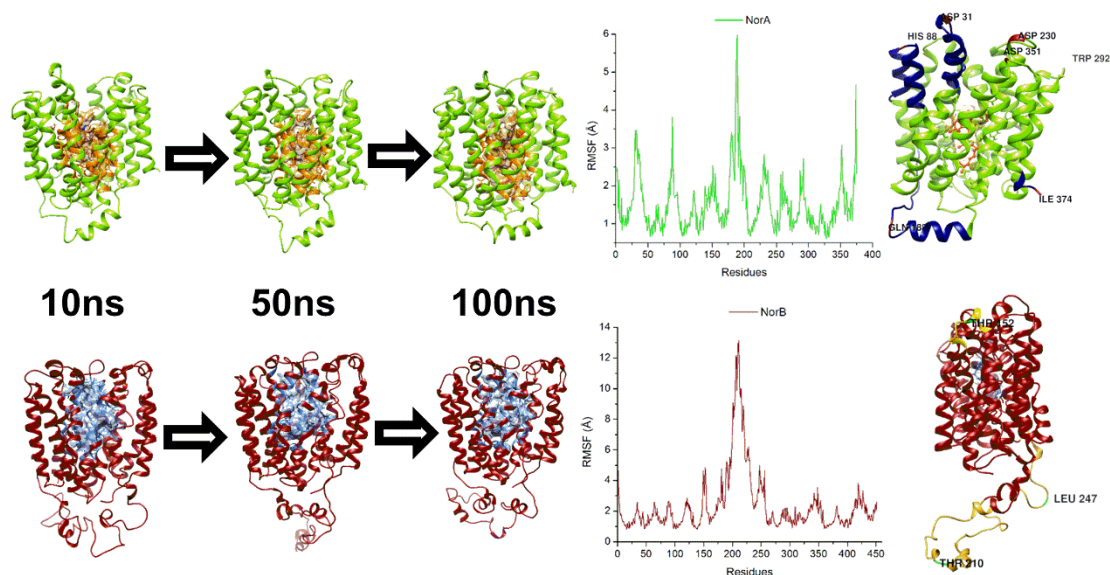 NorA
6
5
4
3
2
1
RMSF (Å)
0 50 100 150 200 250 300 350 400
Residues
ASP 31
HIS 88
ASP 230
ASP 351
TRP 292
ILE 374
10ns
50ns
100ns
NorB
14
12
10
8
6
4
2
0
RMSF (Å)
0 50 100 150 200 250 300 350 400 450
Residues
THR 152
LEU 247
THR 210